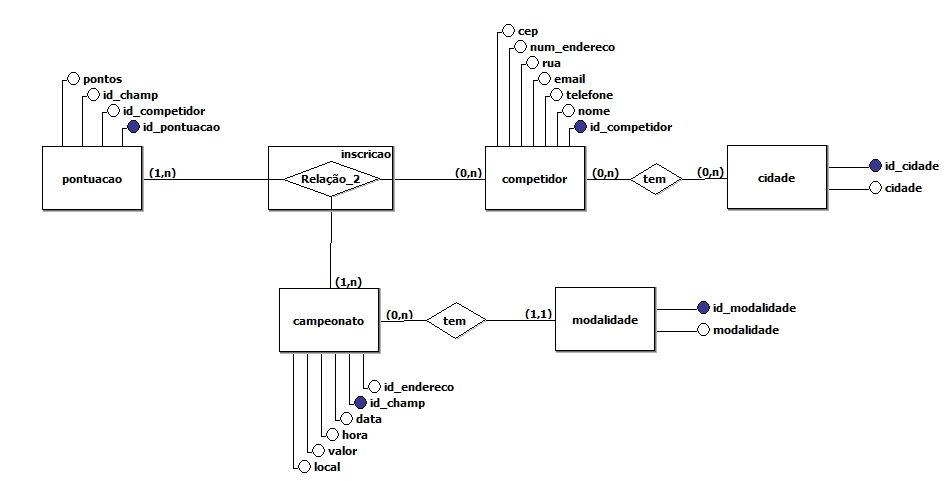 cep
num_endereco
rua
email
telefone
nome
id_competidor
pontos
id_champ
id_competidor
id_pontuacao
inscricao
pontuacao
(1,n)
Relação_2
(0,n)
competidor
(0,n)
tem
(0,n)
cidade
id_cidade
cidade
(1,n)
campeonato
(0,n)
tem
(1,1)
modalidade
id_modalidade
modalidade
id_endereco
id_champ
data
hora
valor
local